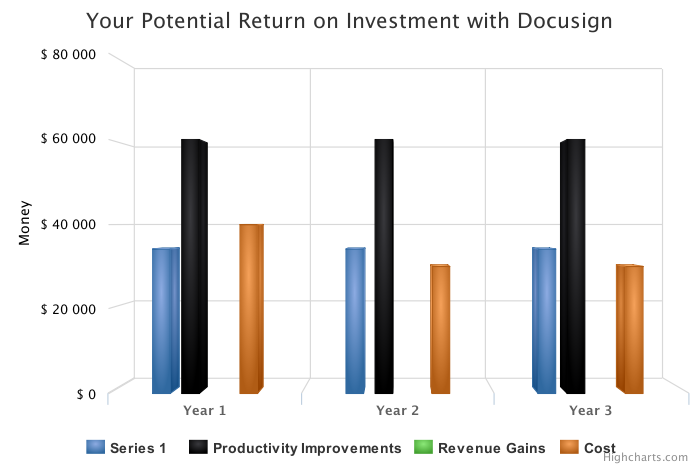 Your Potential Return on Investment with Docusign
$ 80 000
$ 60 000
$ 40 000
$ 20 000
$ 0
Money
Year 1
Year 2
Year 3
Series 1
Productivity Improvements
Revenue Gains
Cost
Highcharts.com